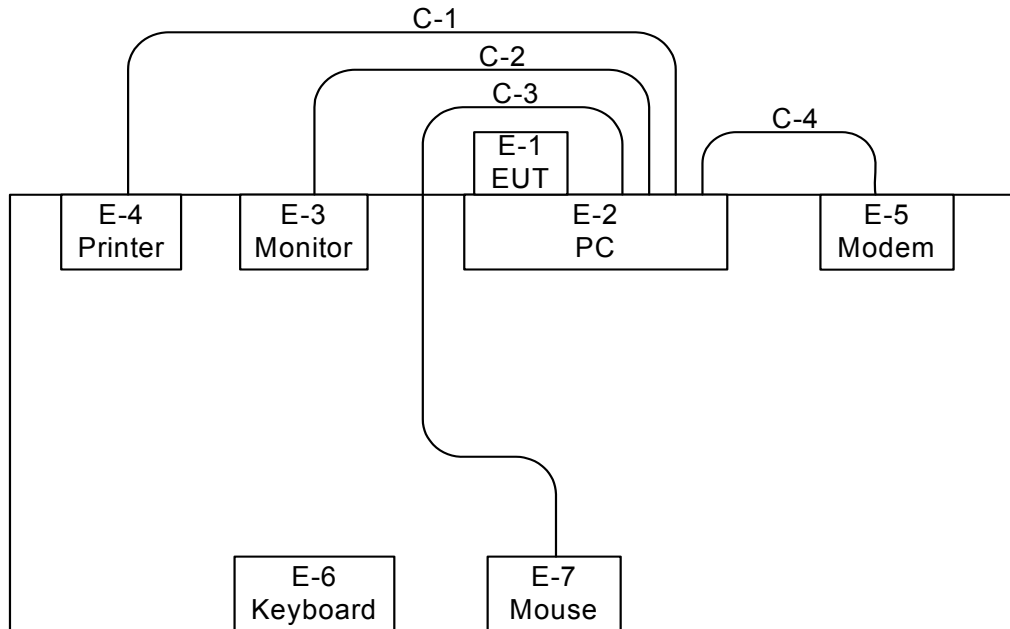 C-1
C-2
C-3
C-4
E-1
EUT
E-4
Printer
E-3
Monitor
E-2
PC
E-5
Modem
E-6
Keyboard
E-7
Mouse